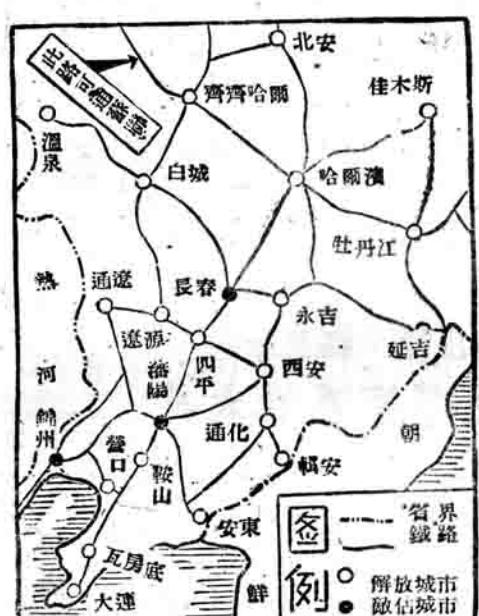 北安
此路可通蘇聯
齊齊哈爾
佳木斯
溫泉
白城
哈爾濱
牡丹江
通遼
長春
永吉
遼源
四平
延吉
瀋陽
西安
熱河
錦州
通化
輯安
朝鮮
營口
鞍山
安東
瓦房店
大連
圖例
省界
鐵路
解放城市
敵佔城市